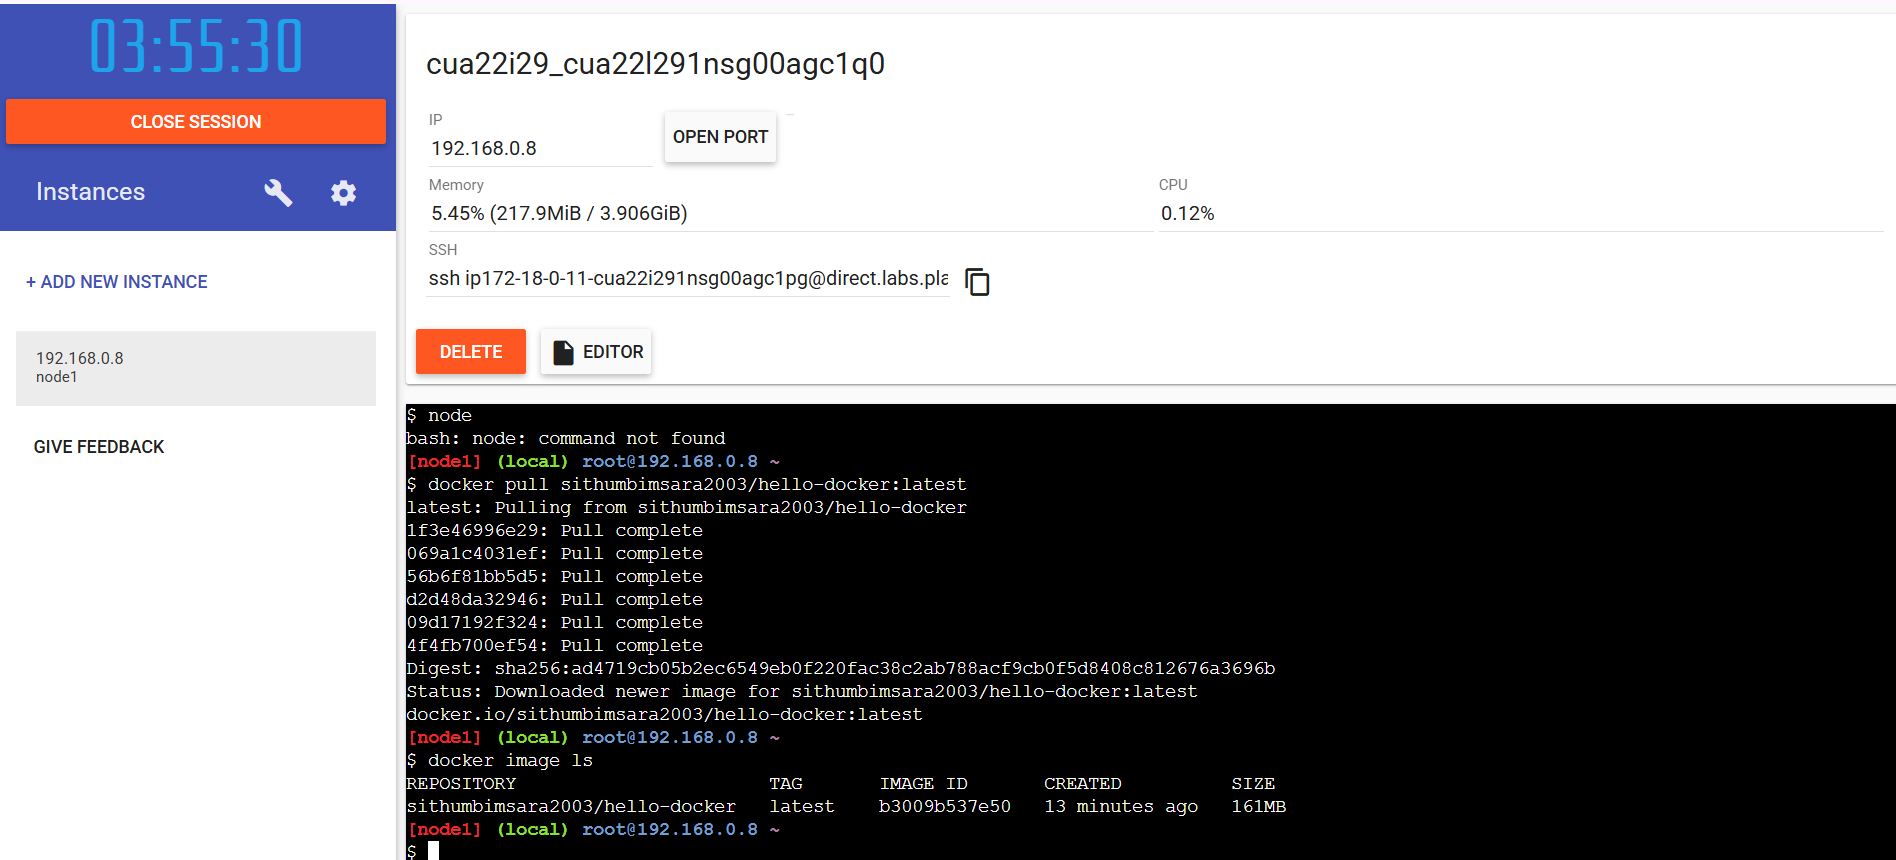 03:55:30
CLOSE SESSION
Instances
+ ADD NEW INSTANCE
192.168.0.8
node1
GIVE FEEDBACK
cua22i29_cua22l291nsg00agc1q0
IP
192.168.0.8
OPEN PORT
Memory
5.45% (217.9MiB / 3.906GiB)
CPU
0.12%
SSH
ssh ip172-18-0-11-cua22i291nsg00agc1pg@direct.labs.pla
DELETE
EDITOR
$ node
bash: node: command not found
[node1] (local) root@192.168.0.8 ~
$ docker pull sithumbimsara2003/hello-docker:latest
latest: Pulling from sithumbimsara2003/hello-docker
1f3e46996e29: Pull complete
069a1c4031ef: Pull complete
56b6f81bb5d5: Pull complete
d2d48da32946: Pull complete
09d17192f324: Pull complete
4f4fb700ef54: Pull complete
Digest: sha256:ad4719cb05b2ec6549eb0f220fac38c2ab788acf9cb0f5d8408c812676a3696b
Status: Downloaded newer image for sithumbimsara2003/hello-docker:latest
docker.io/sithumbimsara2003/hello-docker:latest
[node1] (local) root@192.168.0.8 ~
$ docker image ls
REPOSITORY TAG IMAGE ID CREATED SIZE
sithumbimsara2003/hello-docker latest b3009b537e50 13 minutes ago 161MB
[node1] (local) root@192.168.0.8 ~
$